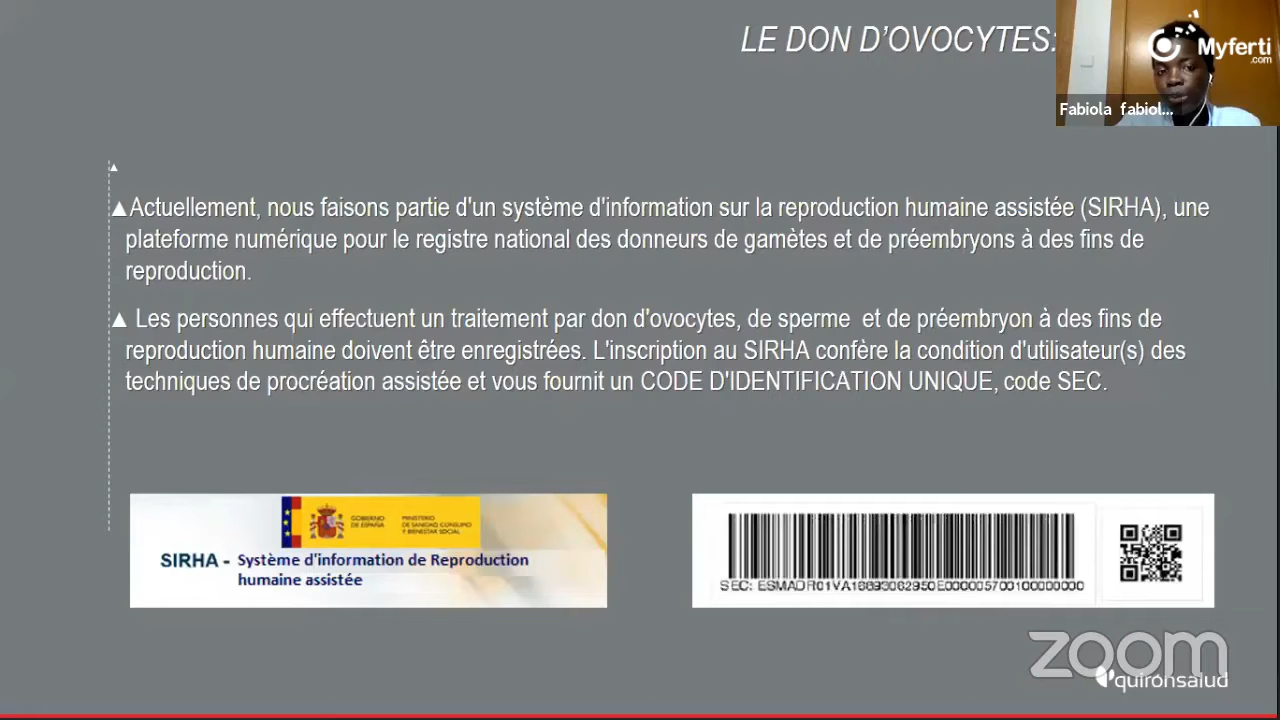 LE DON D'OVOCYTES:
Myferti
.com
Fabiola fabiol...
Actuellement, nous faisons partie d'un système d'information sur la reproduction humaine assistée (SIRHA), une
plateforme numérique pour le registre national des donneurs de gamètes et de préembryons à des fins de
reproduction.
Les personnes qui effectuent un traitement par don d'ovocytes, de sperme et de préembryon à des fins de
reproduction humaine doivent être enregistrées. L'inscription au SIRHA confère la condition d'utilisateur(s) des
techniques de procréation assistée et vous fournit un CODE D'IDENTIFICATION UNIQUE, code SEC.
GOBIERNO
DE ESPAÑA
MINISTERIO
DE SANIDAD, CONSUMO
Y BIENESTAR SOCIAL
SIRHA - Système d'information de Reproduction
humaine assistée
SEC:
zoom
quirónsalud